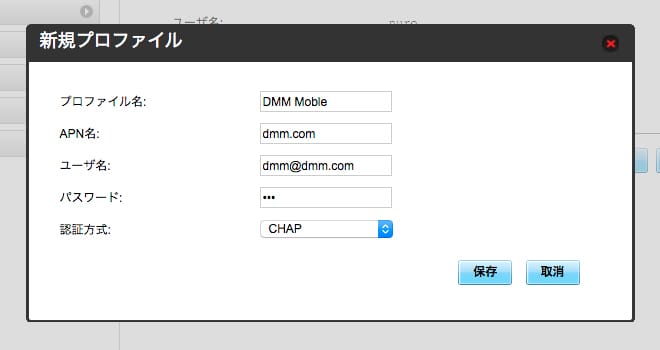 ユーザ名:
新規プロファイル
プロファイル名: DMM Moble
APN名: dmm.com
ユーザ名: dmm@dmm.com
パスワード: •••
認証方式: CHAP
保存 取消